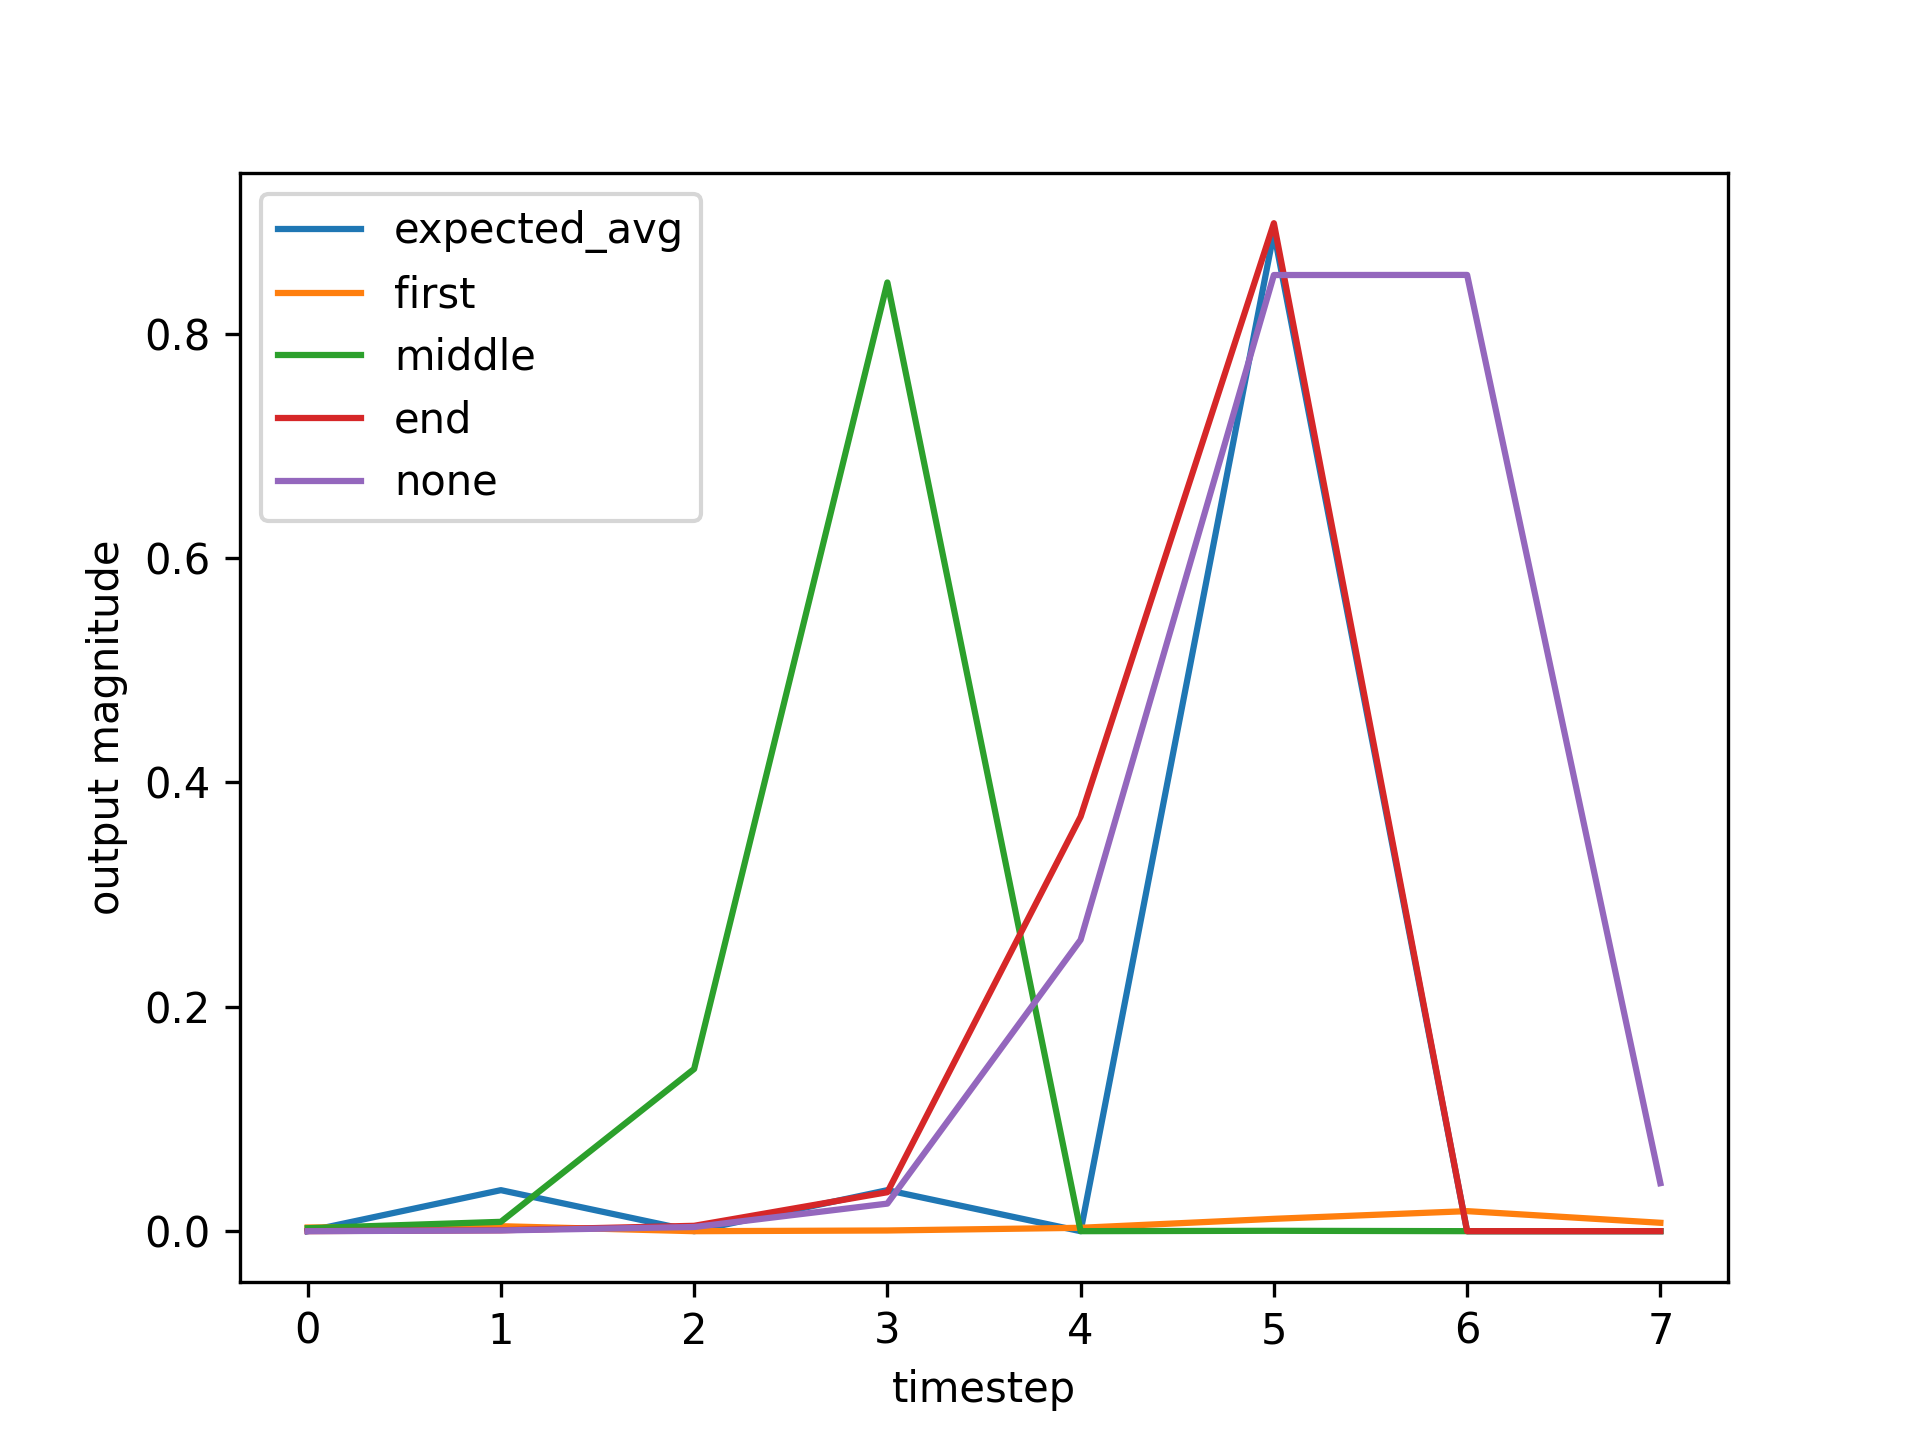 expected_avg
first
middle
end
none
output magnitude
0.8
0.6
0.4
0.2
0.0
0 1 2 3 4 5 6 7
timestep